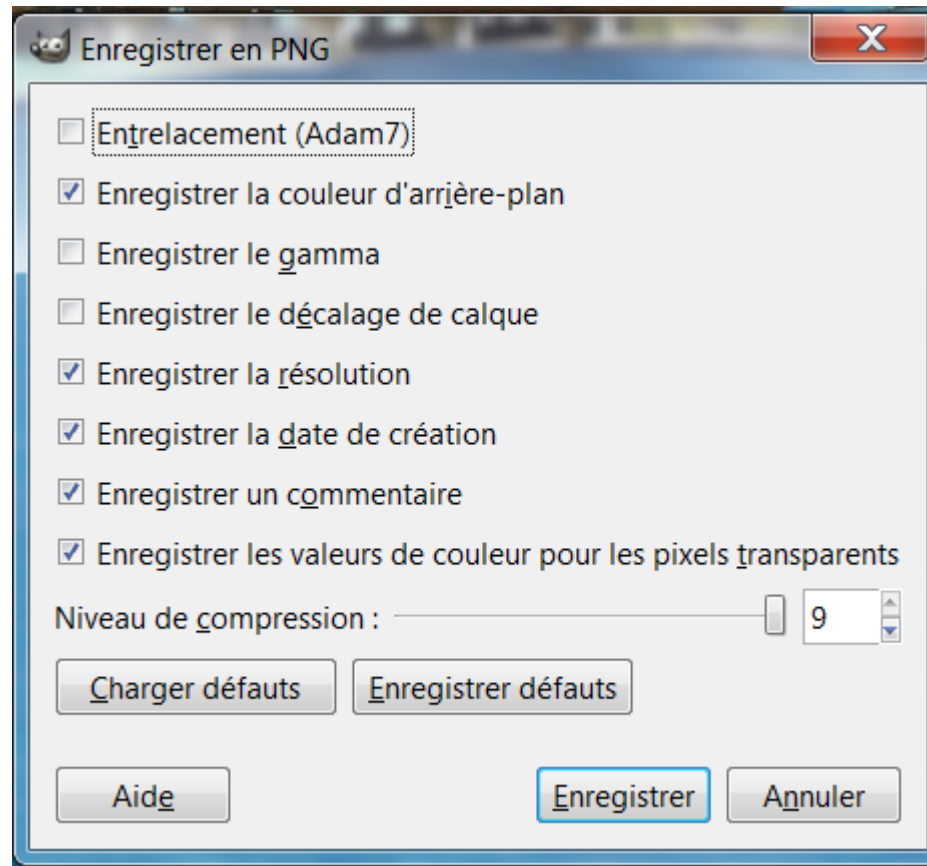 Enregistrer en PNG
Entrelacement (Adam7)
Enregistrer la couleur d'arrière-plan
Enregistrer le gamma
Enregistrer le décalage de calque
Enregistrer la résolution
Enregistrer la date de création
Enregistrer un commentaire
Enregistrer les valeurs de couleur pour les pixels transparents
Niveau de compression : 9
Charger défauts Enregistrer défauts
Aide Enregistrer Annuler